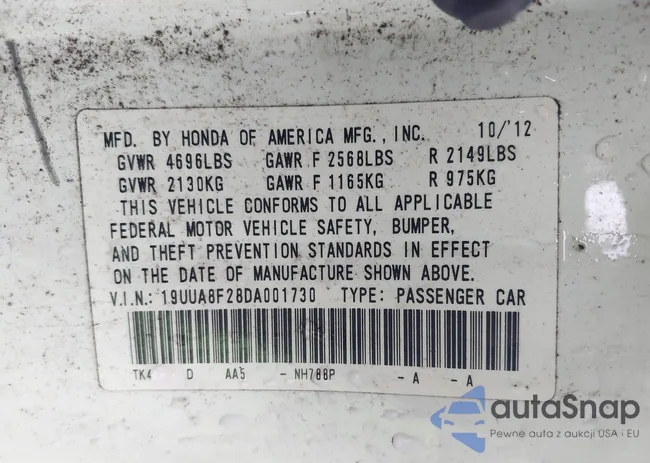 MFD. BY HONDA OF AMERICA MFG., INC. 10/'12
GVWR 4696LBS GAWR F 2568LBS R 2149LBS
GVWR 2130KG GAWR F 1165KG R 975KG
THIS VEHICLE CONFORMS TO ALL APPLICABLE
FEDERAL MOTOR VEHICLE SAFETY, BUMPER,
AND THEFT PREVENTION STANDARDS IN EFFECT
ON THE DATE OF MANUFACTURE SHOWN ABOVE.
V.I.N.: 19UUA8F28DA001730 TYPE: PASSENGER CAR
TK4 D AA5 - NH788P - A - A
autaSnap
Pewne auta z aukcji USA i EU